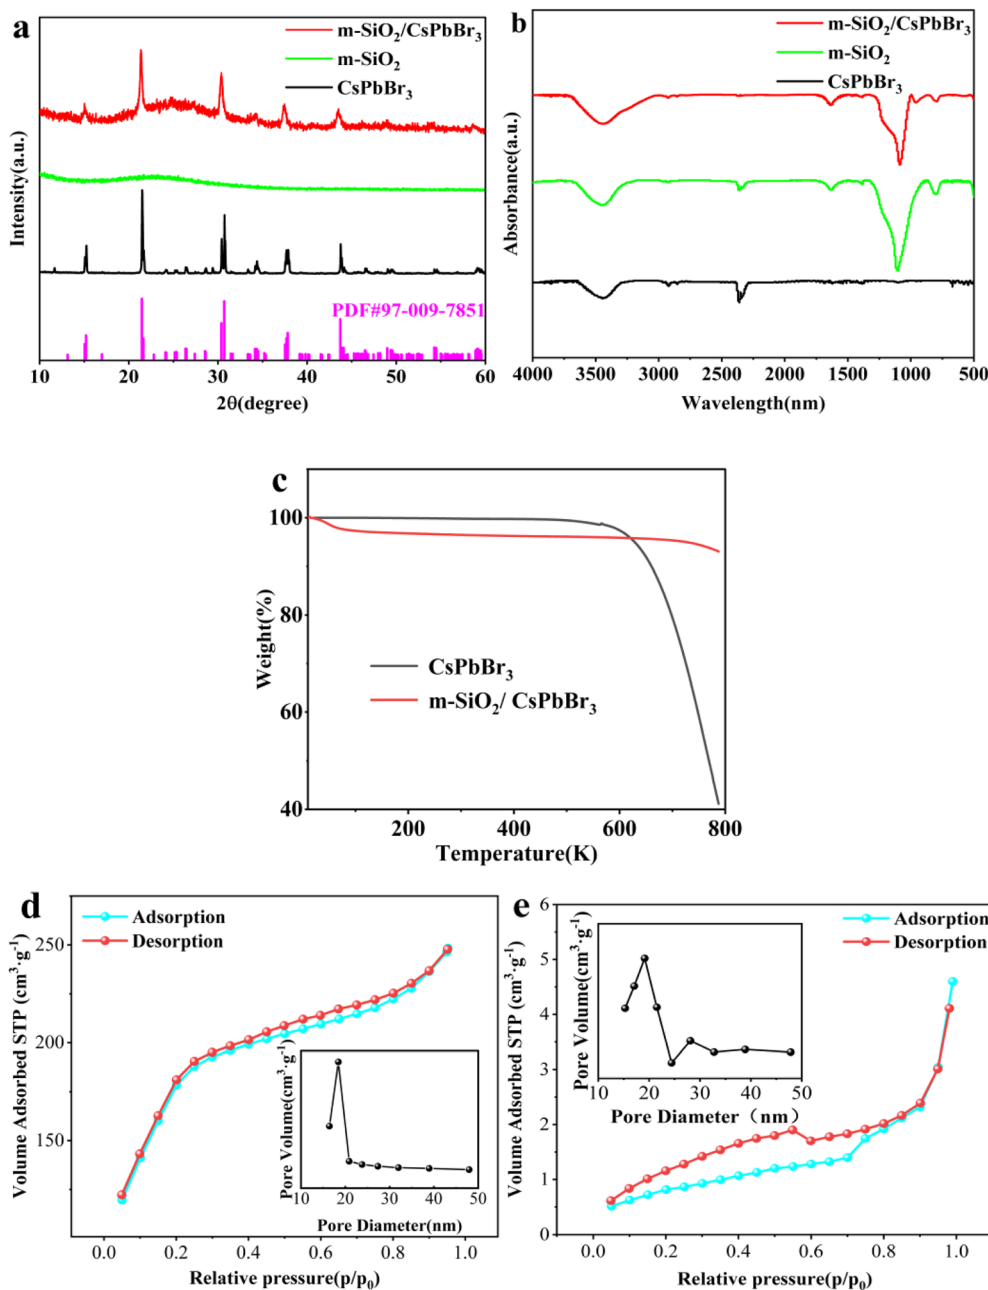 a
m-SiO₂/CsPbBr₃
m-SiO₂
CsPbBr₃
PDF#97-009-7851
Intensity(a.u.)
10 20 30 40 50 60
2θ(degree)
b
m-SiO₂/CsPbBr₃
m-SiO₂
CsPbBr₃
Absorbance(a.u.)
4000 3500 3000 2500 2000 1500 1000 500
Wavelength(nm)
c
100
80
60
40
Weight(%)
CsPbBr₃
m-SiO₂/ CsPbBr₃
200 400 600 800
Temperature(K)
d
Adsorption
Desorption
250
200
150
Volume Adsorbed STP (cm³·g⁻¹)
Pore Volume(cm³·g⁻¹)
10 20 30 40 50
Pore Diameter(nm)
0.0 0.2 0.4 0.6 0.8 1.0
Relative pressure(p/p₀)
e
Adsorption
Desorption
6
5
4
3
2
1
0
Volume Adsorbed STP (cm³·g⁻¹)
Pore Volume(cm³·g⁻¹)
10 20 30 40 50
Pore Diameter（nm）
0.0 0.2 0.4 0.6 0.8 1.0
Relative pressure(p/p₀)